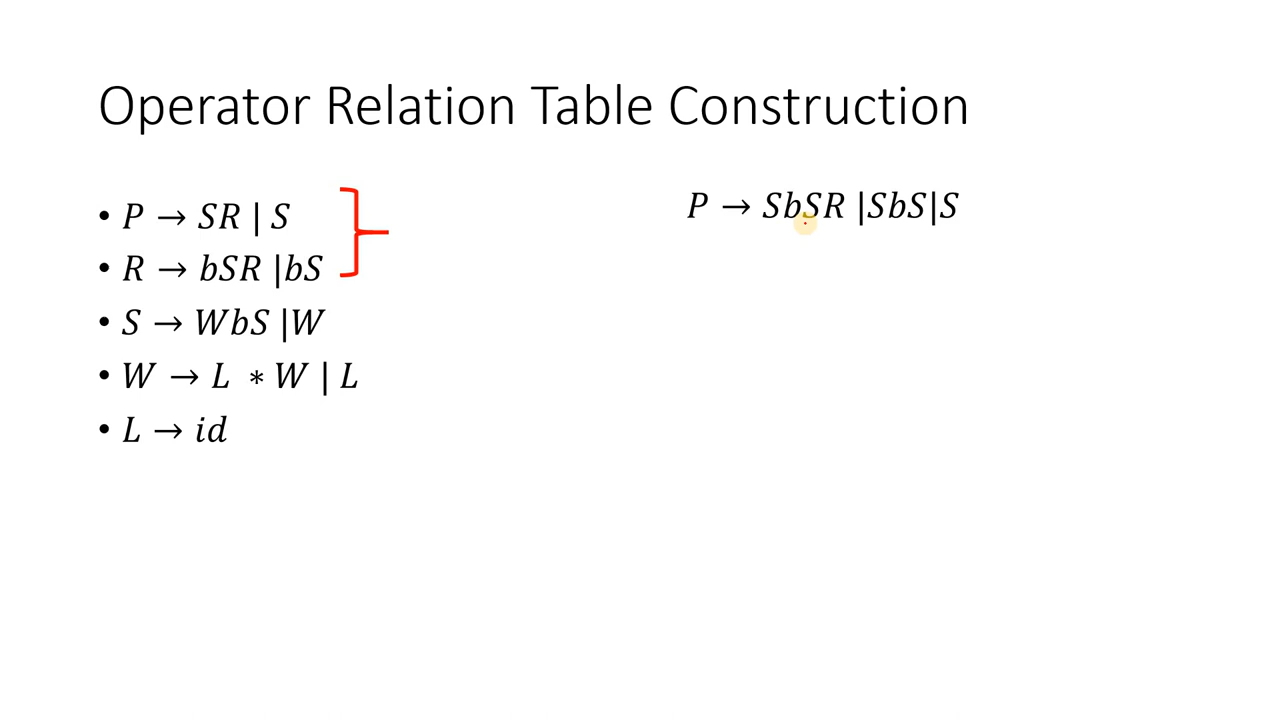 Operator Relation Table Construction
• P → SR | S
• R → bSR |bS
• S → WbS |W
• W → L ∗ W | L
• L → id
P → SbSR |SbS|S